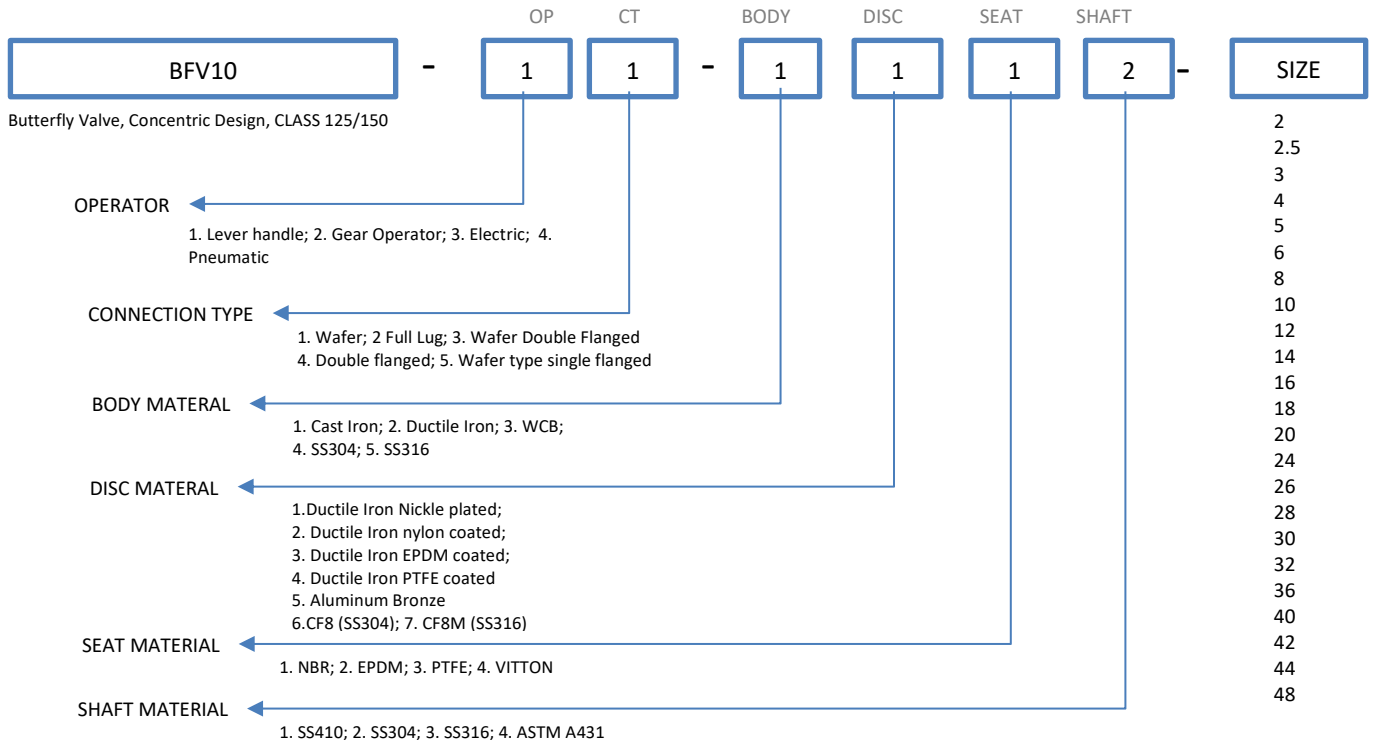 OP CT BODY DISC SEAT SHAFT
BFV10 - 1 1 - 1 1 1 2 - SIZE
Butterfly Valve, Concentric Design, CLASS 125/150
OPERATOR
1. Lever handle; 2. Gear Operator; 3. Electric; 4.
Pneumatic
CONNECTION TYPE
1. Wafer; 2 Full Lug; 3. Wafer Double Flanged
4. Double flanged; 5. Wafer type single flanged
BODY MATERAL
1. Cast Iron; 2. Ductile Iron; 3. WCB;
4. SS304; 5. SS316
DISC MATERAL
1.Ductile Iron Nickle plated;
2. Ductile Iron nylon coated;
3. Ductile Iron EPDM coated;
4. Ductile Iron PTFE coated
5. Aluminum Bronze
6.CF8 (SS304); 7. CF8M (SS316)
SEAT MATERIAL
1. NBR; 2. EPDM; 3. PTFE; 4. VITTON
SHAFT MATERIAL
1. SS410; 2. SS304; 3. SS316; 4. ASTM A431
2
2.5
3
4
5
6
8
10
12
14
16
18
20
24
26
28
30
32
36
40
42
44
48